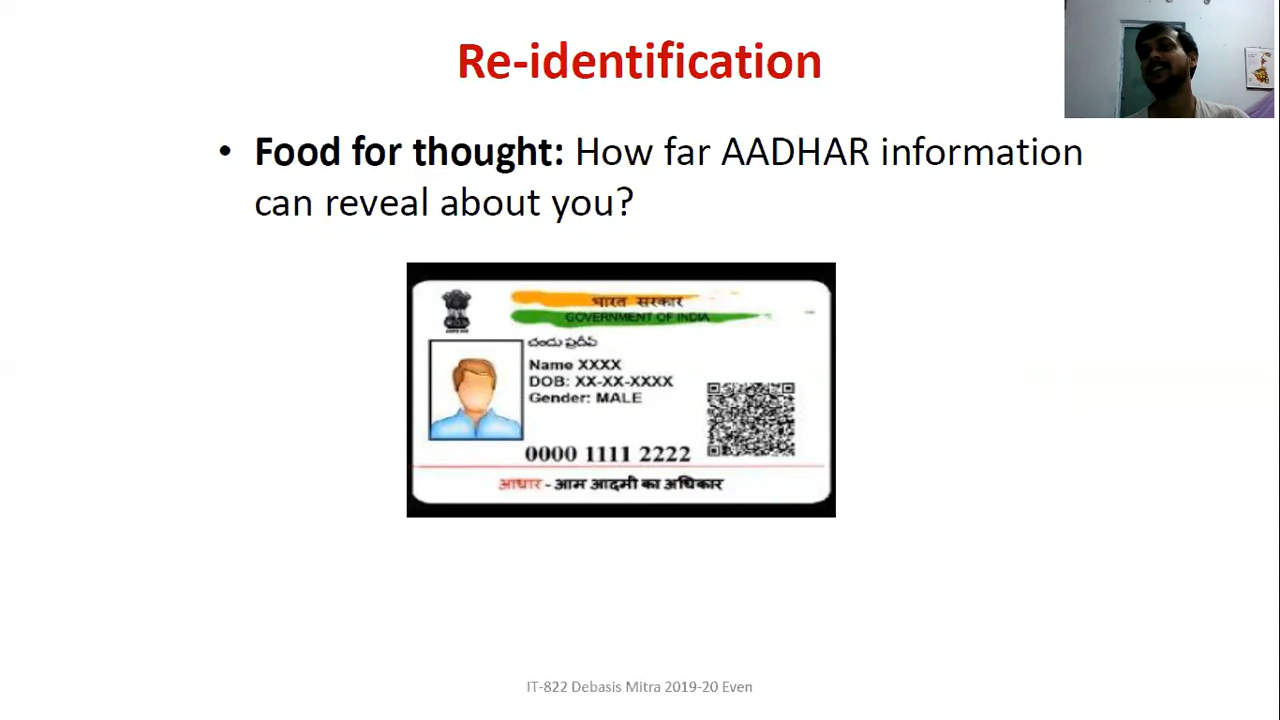 Re-identification
• Food for thought: How far AADHAR information
can reveal about you?
भारत सरकार
GOVERNMENT OF INDIA
చందు ప్రదీప్
Name XXXX
DOB: XX-XX-XXXX
Gender: MALE
0000 1111 2222
आधार - आम आदमी का अधिकार
IT-822 Debasis Mitra 2019-20 Even